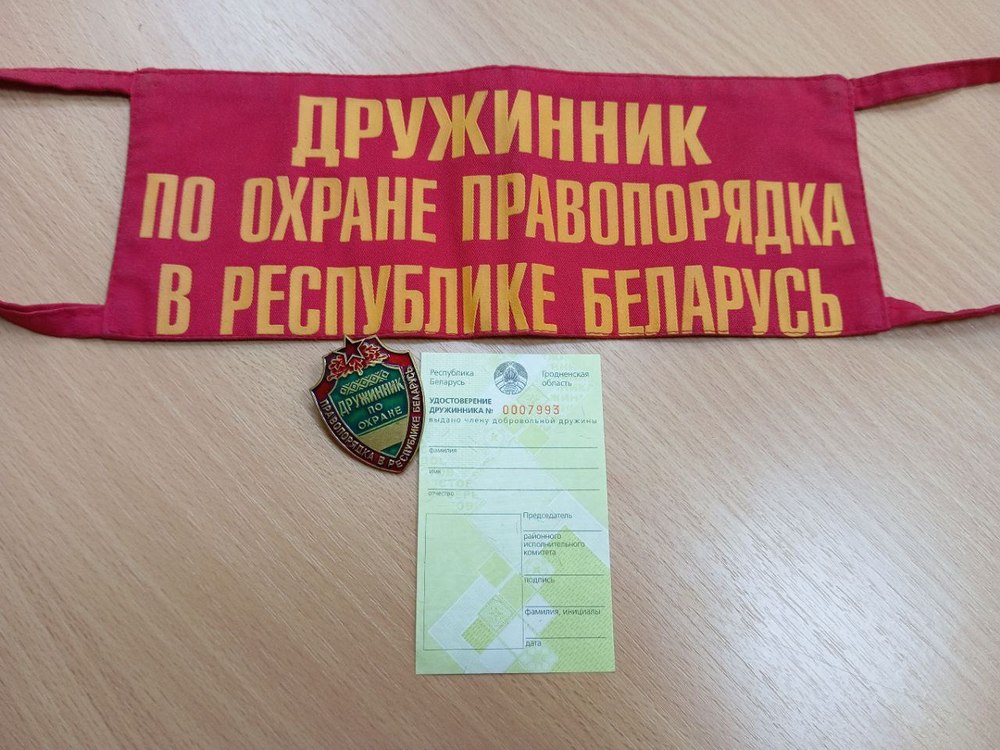 ДРУЖИННИК
ПО ОХРАНЕ ПРАВОПОРЯДКА
В РЕСПУБЛИКЕ БЕЛАРУСЬ
ДРУЖИННИК
ПО
ОХРАНЕ
ПРАВОПОРЯДКА В РЕСПУБЛИКЕ БЕЛАРУСЬ
Республика
Беларусь
Гродненская
область
УДОСТОВЕРЕНИЕ
ДРУЖИННИКА № 0007993
выдано члену добровольной дружины
фамилия
имя
отчество
Председатель
районного
исполнительного
комитета
подпись
фамилия, инициалы
дата